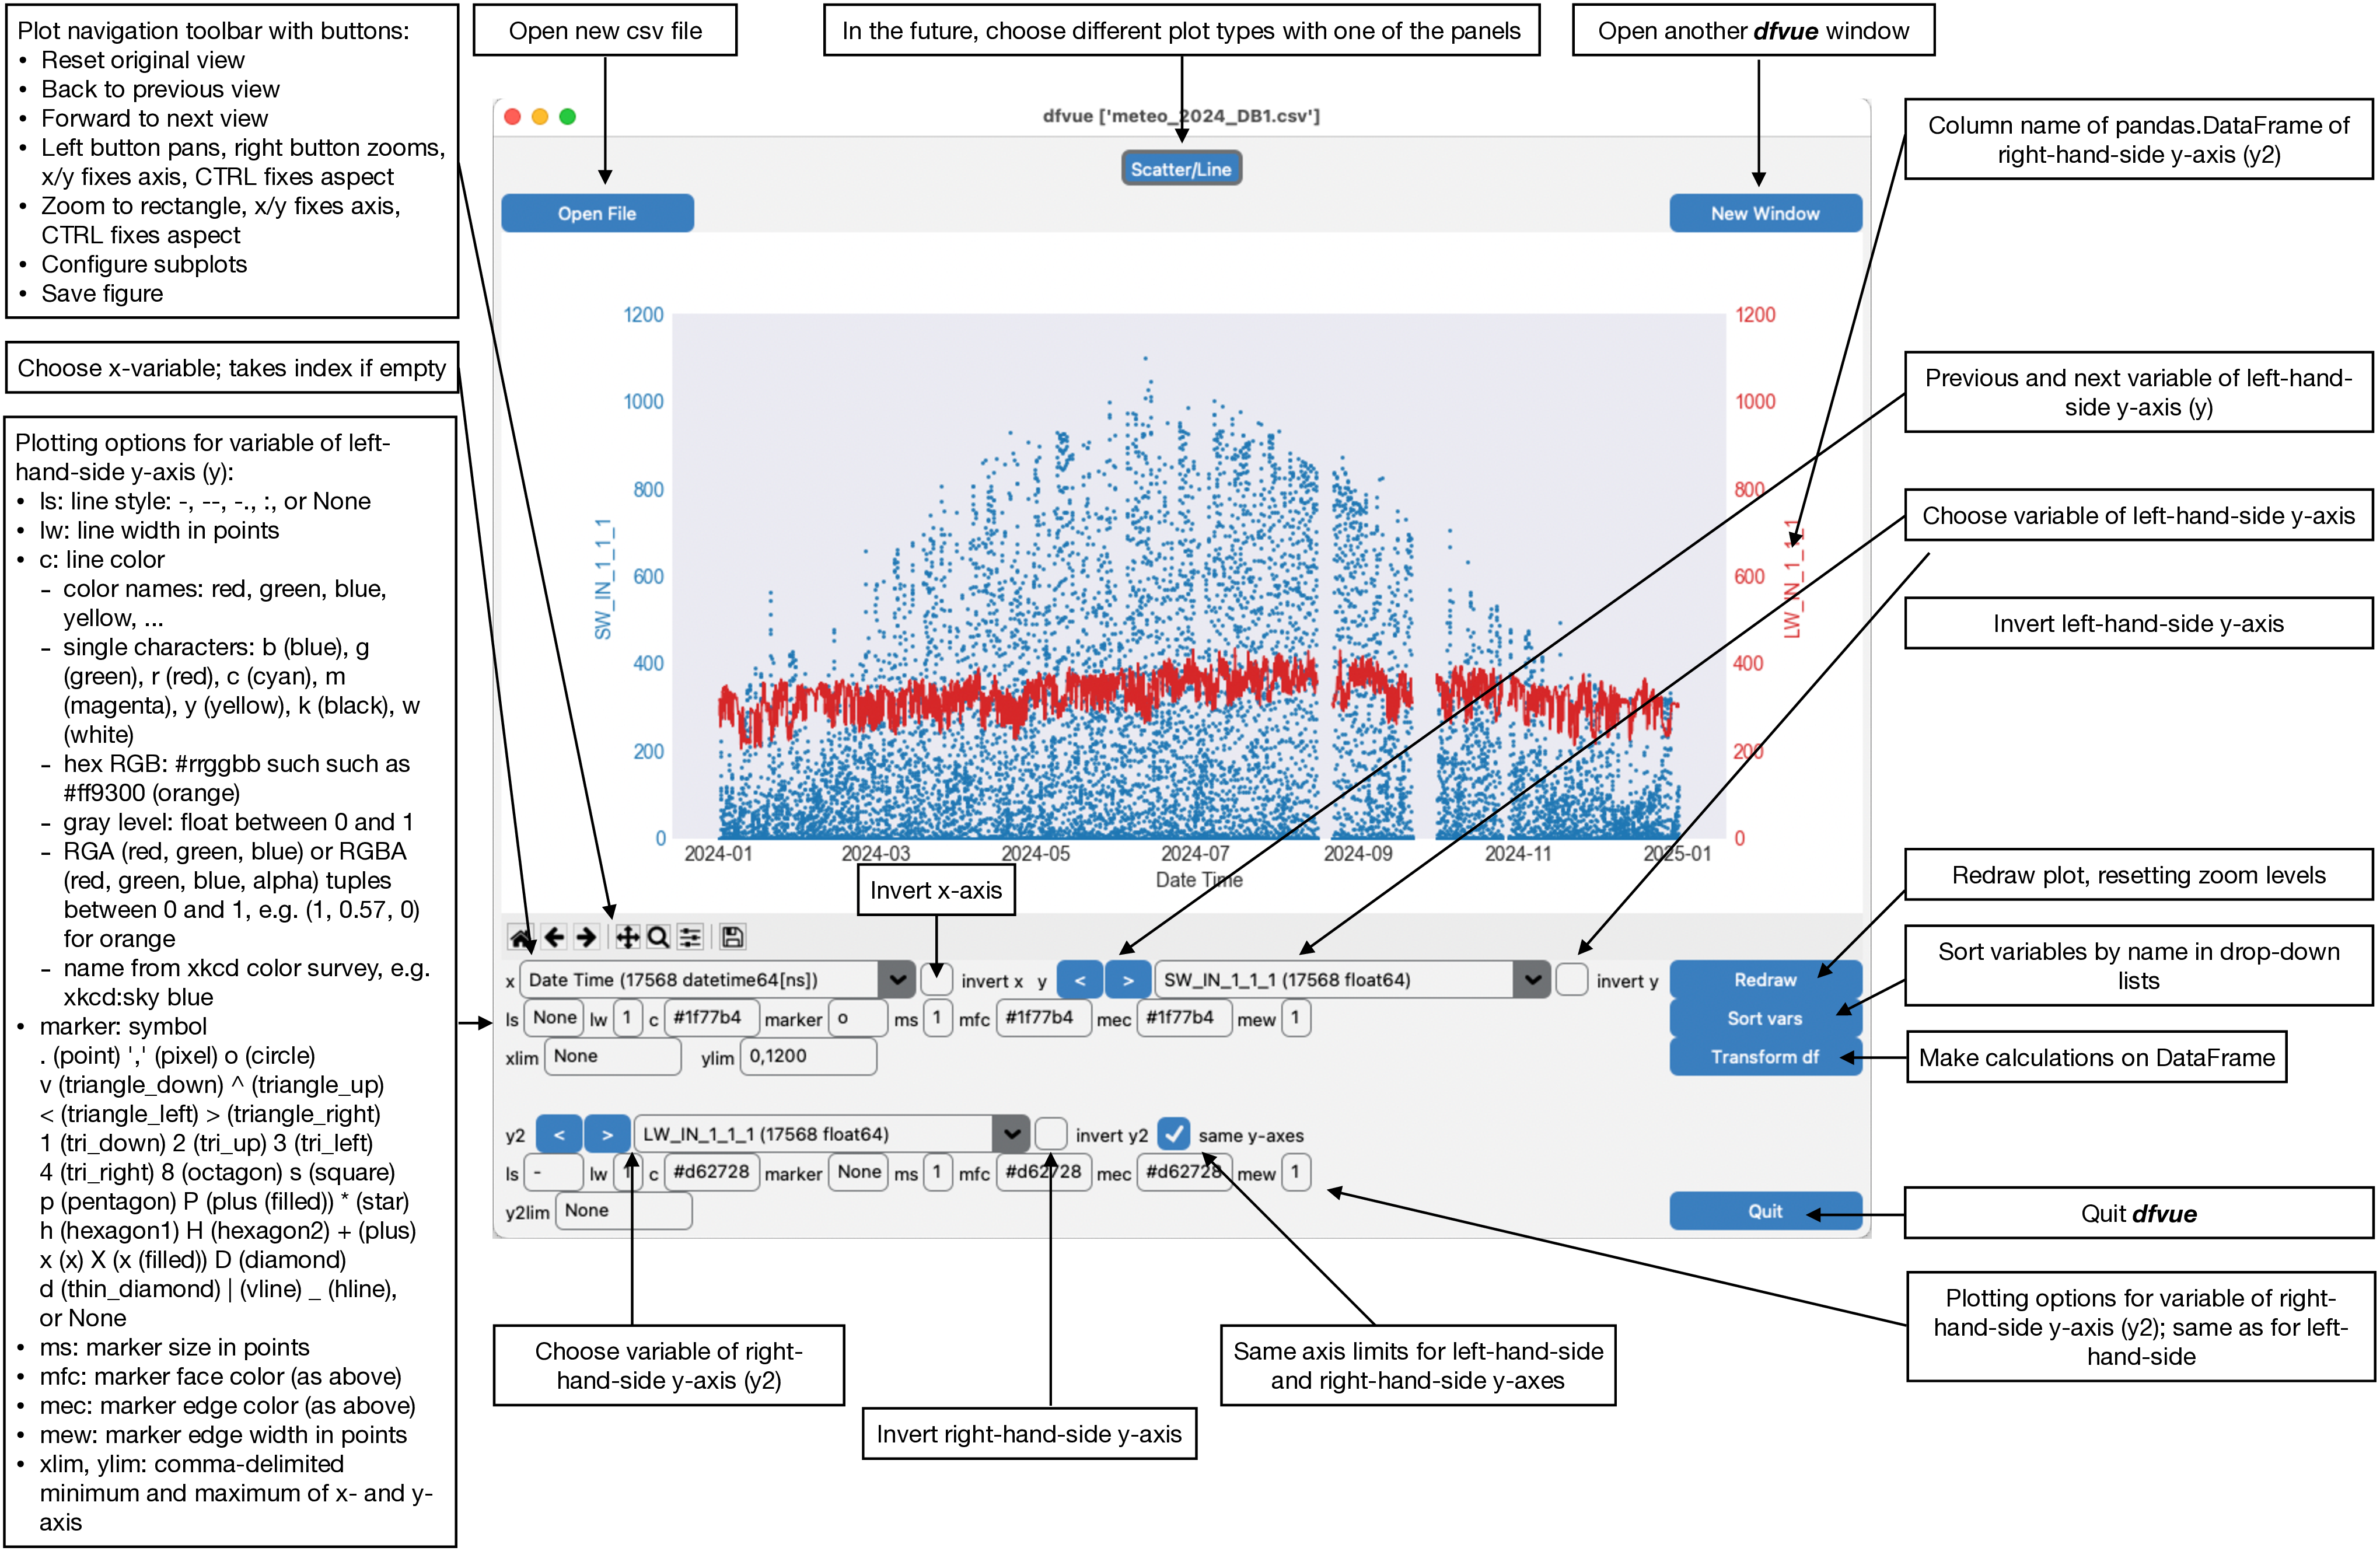 Plot navigation toolbar with buttons:
• Reset original view
• Back to previous view
• Forward to next view
• Left button pans, right button zooms,
x/y fixes axis, CTRL fixes aspect
• Zoom to rectangle, x/y fixes axis,
CTRL fixes aspect
• Configure subplots
• Save figure
Open new csv file
In the future, choose different plot types with one of the panels
Open another dfvue window
Column name of pandas.DataFrame of
right-hand-side y-axis (y2)
Choose x-variable; takes index if empty
Plotting options for variable of left-
hand-side y-axis (y):
• ls: line style: -, --, -., :, or None
• lw: line width in points
• c: line color
- color names: red, green, blue,
yellow, ...
- single characters: b (blue), g
(green), r (red), c (cyan), m
(magenta), y (yellow), k (black), w
(white)
- hex RGB: #rrggbb such such as
#ff9300 (orange)
- gray level: float between 0 and 1
- RGA (red, green, blue) or RGBA
(red, green, blue, alpha) tuples
between 0 and 1, e.g. (1, 0.57, 0)
for orange
- name from xkcd color survey, e.g.
xkcd:sky blue
• marker: symbol
. (point) ',' (pixel) o (circle)
v (triangle_down) ^ (triangle_up)
< (triangle_left) > (triangle_right)
1 (tri_down) 2 (tri_up) 3 (tri_left)
4 (tri_right) 8 (octagon) s (square)
p (pentagon) P (plus (filled)) * (star)
h (hexagon1) H (hexagon2) + (plus)
x (x) X (x (filled)) D (diamond)
d (thin_diamond) | (vline) _ (hline),
or None
• ms: marker size in points
• mfc: marker face color (as above)
• mec: marker edge color (as above)
• mew: marker edge width in points
• xlim, ylim: comma-delimited
minimum and maximum of x- and y-
axis
dfvue ['meteo_2024_DB1.csv']
Scatter/Line
Open File
New Window
1200
1000
800
600
400
200
0
SW_IN_1_1_1
1200
1000
800
600
400
200
0
LW_IN_1_1_1
2024-01 2024-03 2024-05 2024-07 2024-09 2024-11 2025-01
Date Time
Invert x-axis
x Date Time (17568 datetime64[ns]) invert x y < > SW_IN_1_1_1 (17568 float64) invert y Redraw
ls None lw 1 c #1f77b4 marker o ms 1 mfc #1f77b4 mec #1f77b4 mew 1 Sort vars
xlim None ylim 0,1200 Transform df
y2 < > LW_IN_1_1_1 (17568 float64) invert y2 same y-axes
ls - lw 1 c #d62728 marker None ms 1 mfc #d62728 mec #d62728 mew 1
y2lim None Quit
Previous and next variable of left-hand-
side y-axis (y)
Choose variable of left-hand-side y-axis
Invert left-hand-side y-axis
Redraw plot, resetting zoom levels
Sort variables by name in drop-down
lists
Make calculations on DataFrame
Quit dfvue
Plotting options for variable of right-
hand-side y-axis (y2); same as for left-
hand-side
Choose variable of right-
hand-side y-axis (y2)
Invert right-hand-side y-axis
Same axis limits for left-hand-side
and right-hand-side y-axes